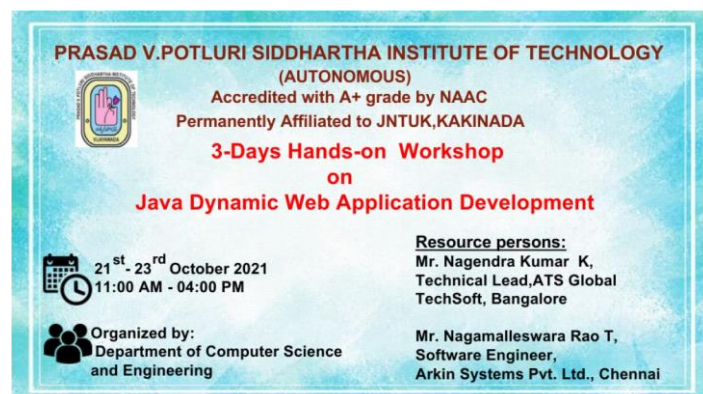 PRASAD V.POTLURI SIDDHARTHA INSTITUTE OF TECHNOLOGY
(AUTONOMOUS)
Accredited with A+ grade by NAAC
Permanently Affiliated to JNTUK,KAKINADA
3-Days Hands-on Workshop
on
Java Dynamic Web Application Development
21st- 23rd October 2021
11:00 AM - 04:00 PM
Organized by:
Department of Computer Science
and Engineering
Resource persons:
Mr. Nagendra Kumar K,
Technical Lead,ATS Global
TechSoft, Bangalore
Mr. Nagamalleswara Rao T,
Software Engineer,
Arkin Systems Pvt. Ltd., Chennai